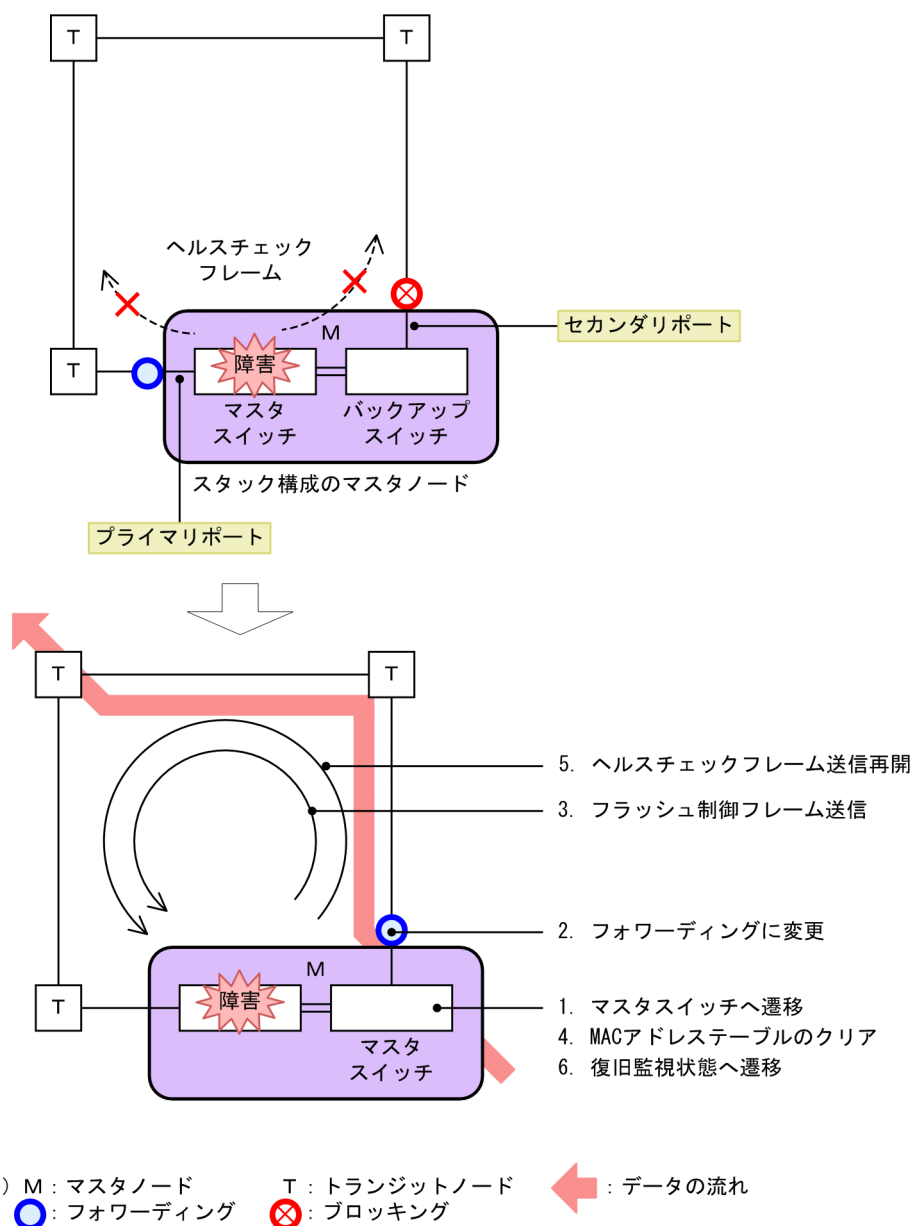 T
T
ヘルスチェック
フレーム
M
セカンダリポート
T
障害
マスタ
スイッチ
バックアップ
スイッチ
スタック構成のマスタノード
プライマリポート
T
T
5. ヘルスチェックフレーム送信再開
3. フラッシュ制御フレーム送信
2. フォワーディングに変更
M
T
障害
1. マスタスイッチへ遷移
4. MACアドレステーブルのクリア
6. 復旧監視状態へ遷移
マスタ
スイッチ
) M：マスタノード T：トランジットノード ：データの流れ
：フォワーディング ：ブロッキング